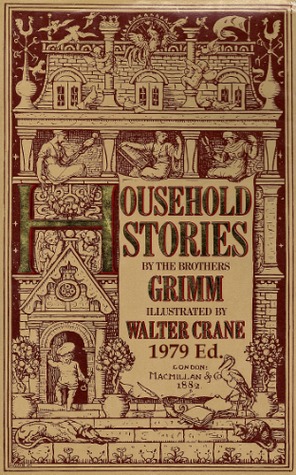 HOUSEHOLD
STORIES
BY THE BROTHERS
GRIMM
ILLUSTRATED BY
WALTER CRANE
1979 Ed.
LONDON:
MACMILLAN & Co
1882